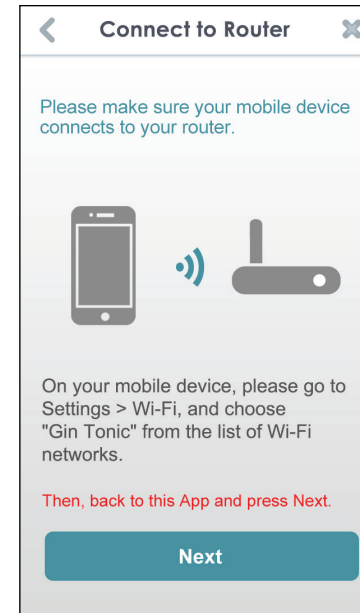 Connect to Router
Please make sure your mobile device
connects to your router.
On your mobile device, please go to
Settings > Wi-Fi, and choose
"Gin Tonic" from the list of Wi-Fi
networks.
Then, back to this App and press Next.
Next